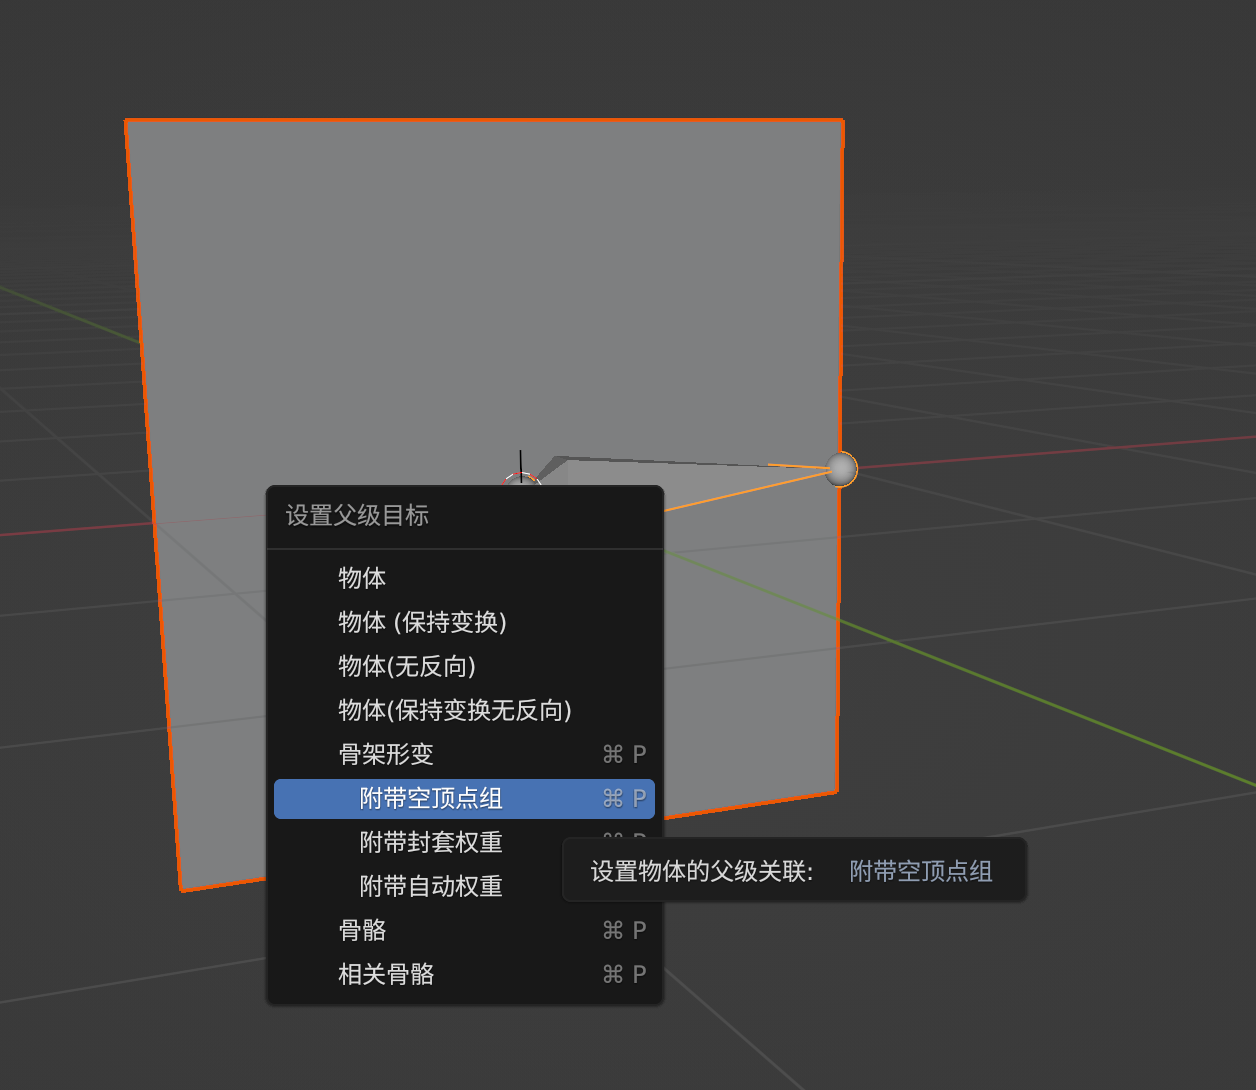 设置父级目标
物体
物体 (保持变换)
物体(无反向)
物体(保持变换无反向)
骨架形变 ⌘ P
附带空顶点组 ⌘ P
附带封套权重 ⌘ P
附带自动权重
设置物体的父级关联: 附带空顶点组
骨骼 ⌘ P
相关骨骼 ⌘ P